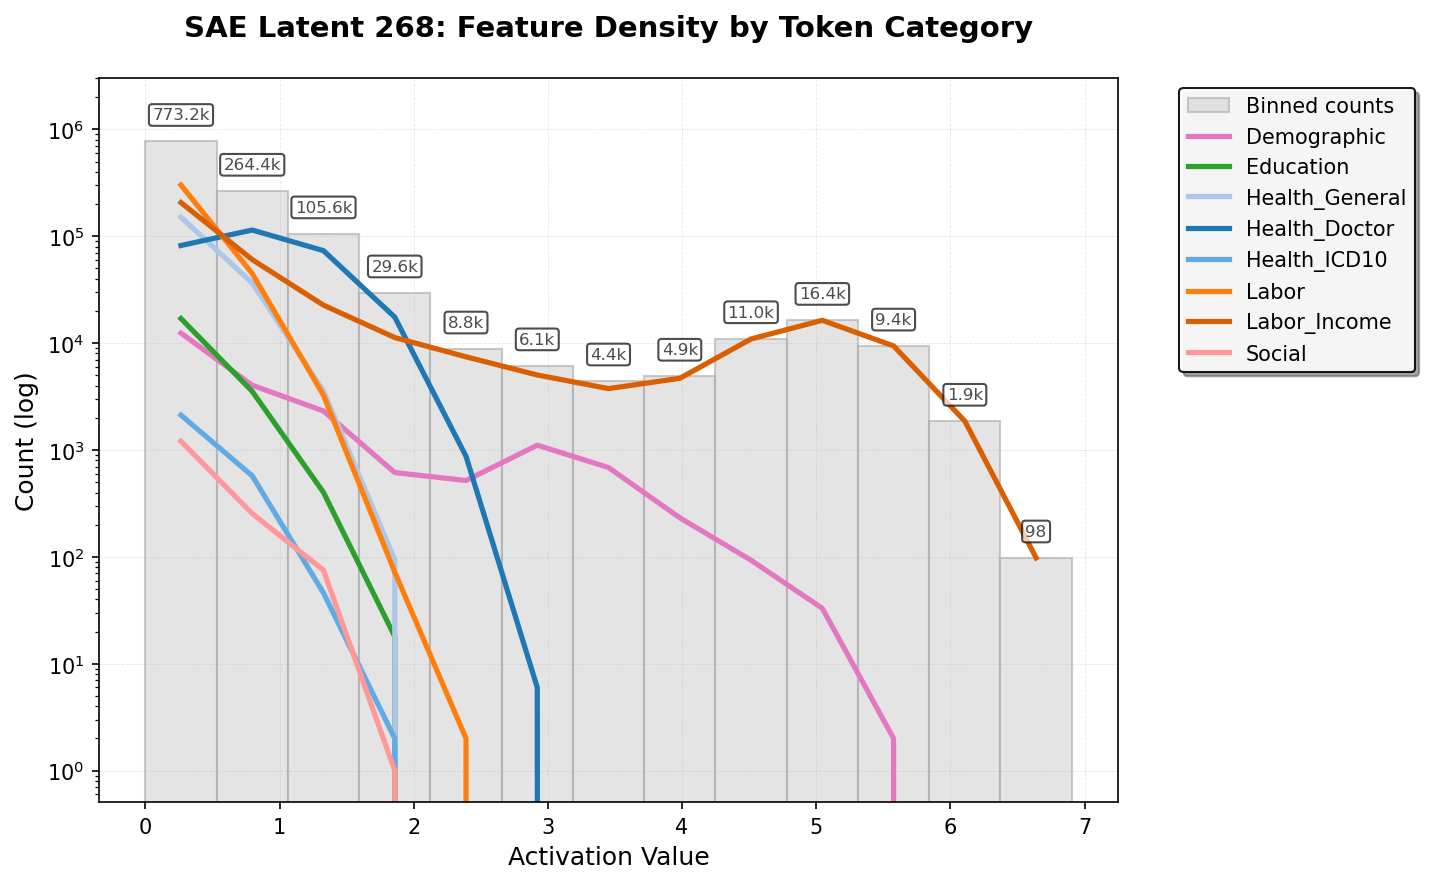 SAE Latent 268: Feature Density by Token Category
773.2k
264.4k
105.6k
29.6k
8.8k
6.1k
4.4k
4.9k
11.0k
16.4k
9.4k
1.9k
98
10⁶
10⁵
10⁴
10³
10²
10¹
10⁰
Count (log)
0 1 2 3 4 5 6 7
Activation Value
Binned counts
Demographic
Education
Health_General
Health_Doctor
Health_ICD10
Labor
Labor_Income
Social